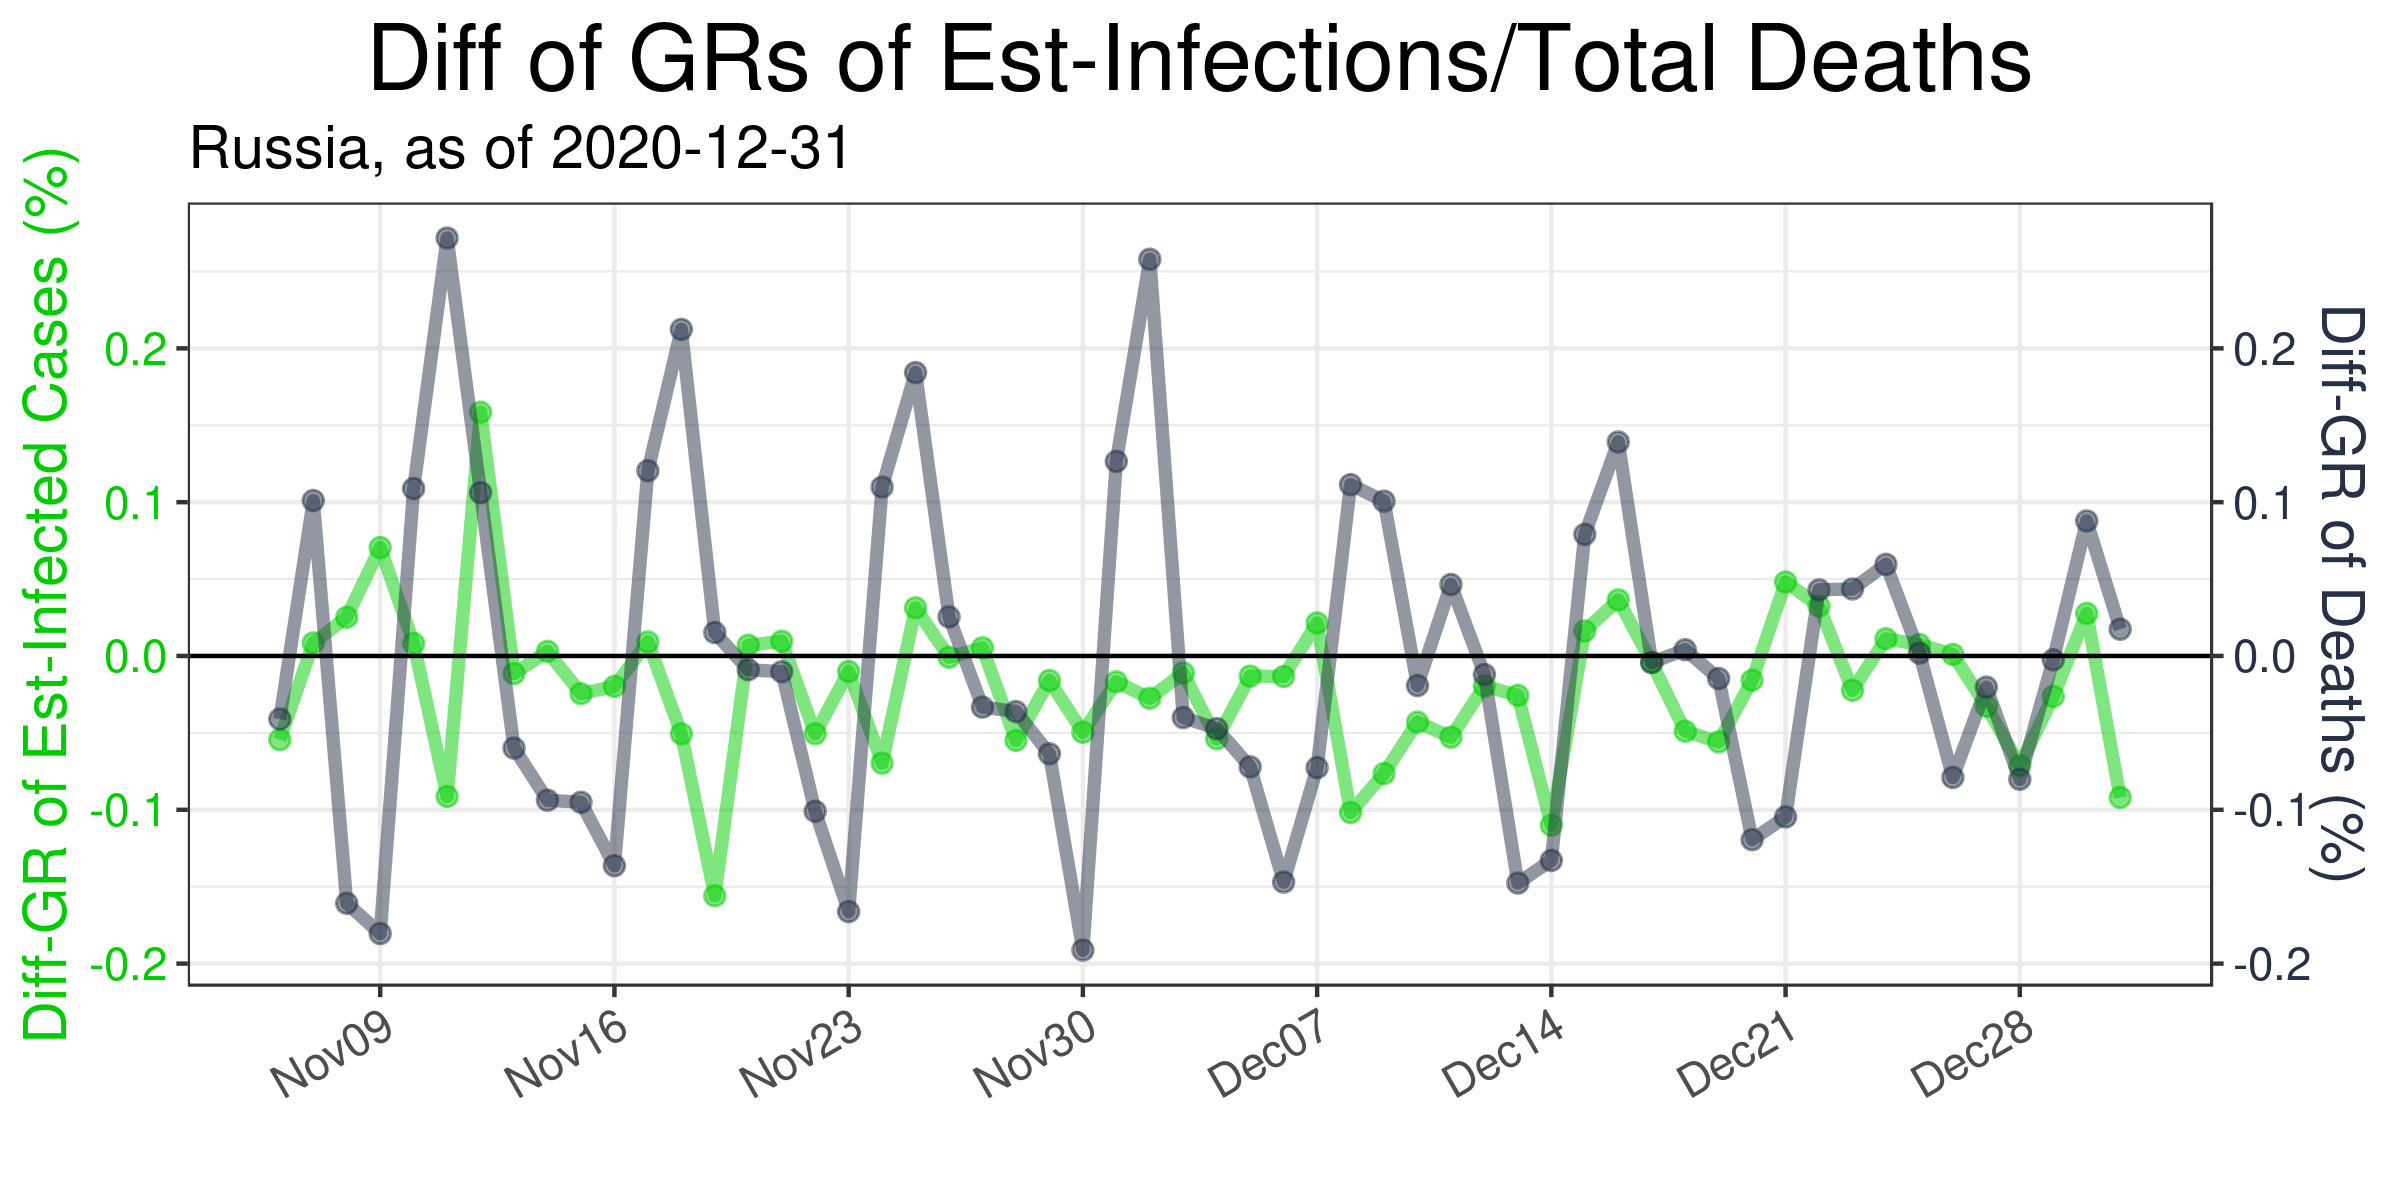 Diff of GRs of Est-Infections/Total Deaths
Russia, as of 2020-12-31
Diff-GR of Est-Infected Cases (%)
0.2
0.1
0.0
-0.1
-0.2
0.2
0.1
0.0
-0.1
-0.2
Diff-GR of Deaths (%)
Nov09
Nov16
Nov23
Nov30
Dec07
Dec14
Dec21
Dec28